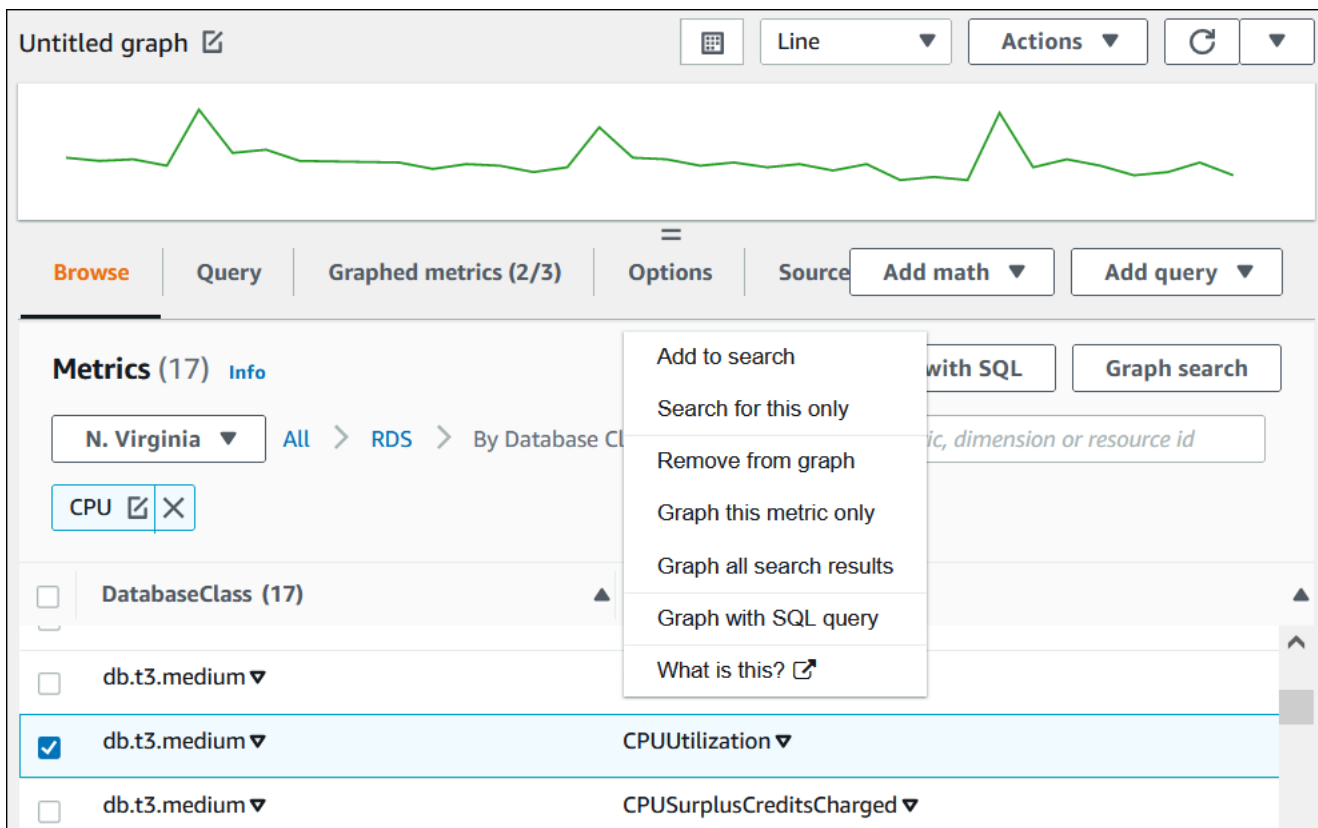 Untitled graph
Line
Actions
Browse
Query
Graphed metrics (2/3)
Options
Source
Add math
Add query
Metrics (17) Info
with SQL
Graph search
N. Virginia
All > RDS > By Database Cl
ic, dimension or resource id
CPU
Add to search
Search for this only
Remove from graph
Graph this metric only
Graph all search results
Graph with SQL query
What is this?
DatabaseClass (17)
db.t3.medium
db.t3.medium CPUUtilization
db.t3.medium CPUSurplusCreditsCharged